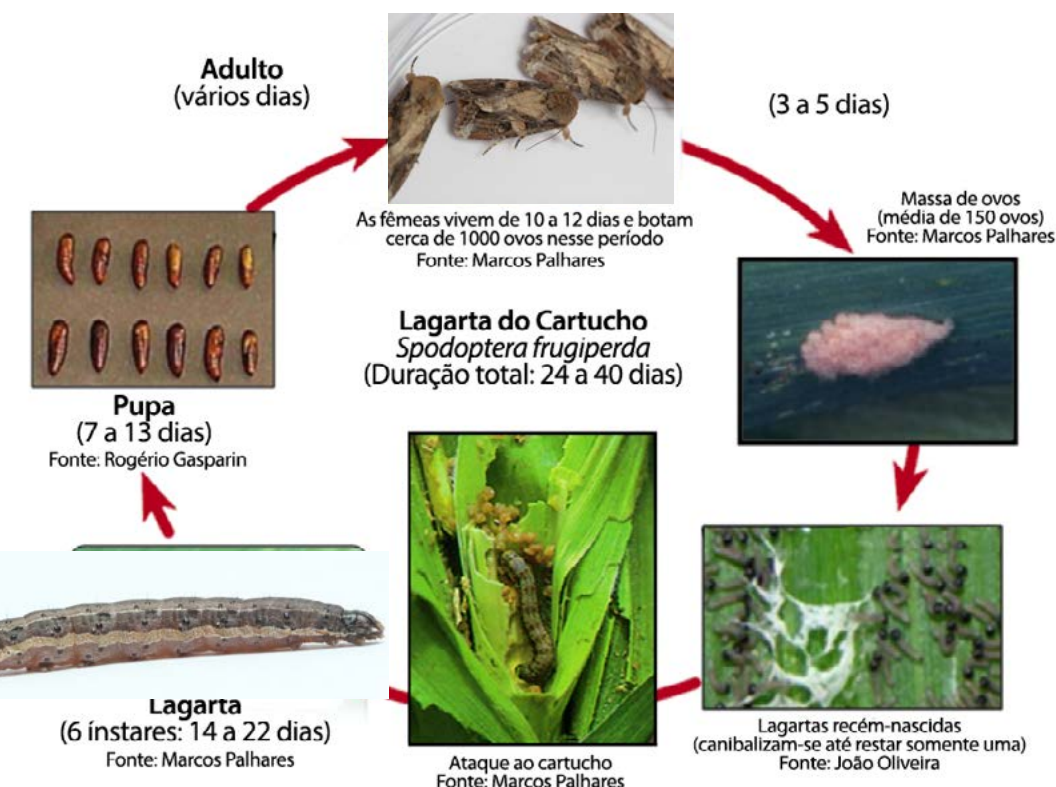 Adulto
(vários dias)
(3 a 5 dias)
As fêmeas vivem de 10 a 12 dias e botam
cerca de 1000 ovos nesse período
Fonte: Marcos Palhares
Massa de ovos
(média de 150 ovos)
Fonte: Marcos Palhares
Lagarta do Cartucho
Spodoptera frugiperda
(Duração total: 24 a 40 dias)
Pupa
(7 a 13 dias)
Fonte: Rogério Gasparin
Lagarta
(6 ínstares: 14 a 22 dias)
Fonte: Marcos Palhares
Ataque ao cartucho
Fonte: Marcos Palhares
Lagartas recém-nascidas
(canibalizam-se até restar somente uma)
Fonte: João Oliveira